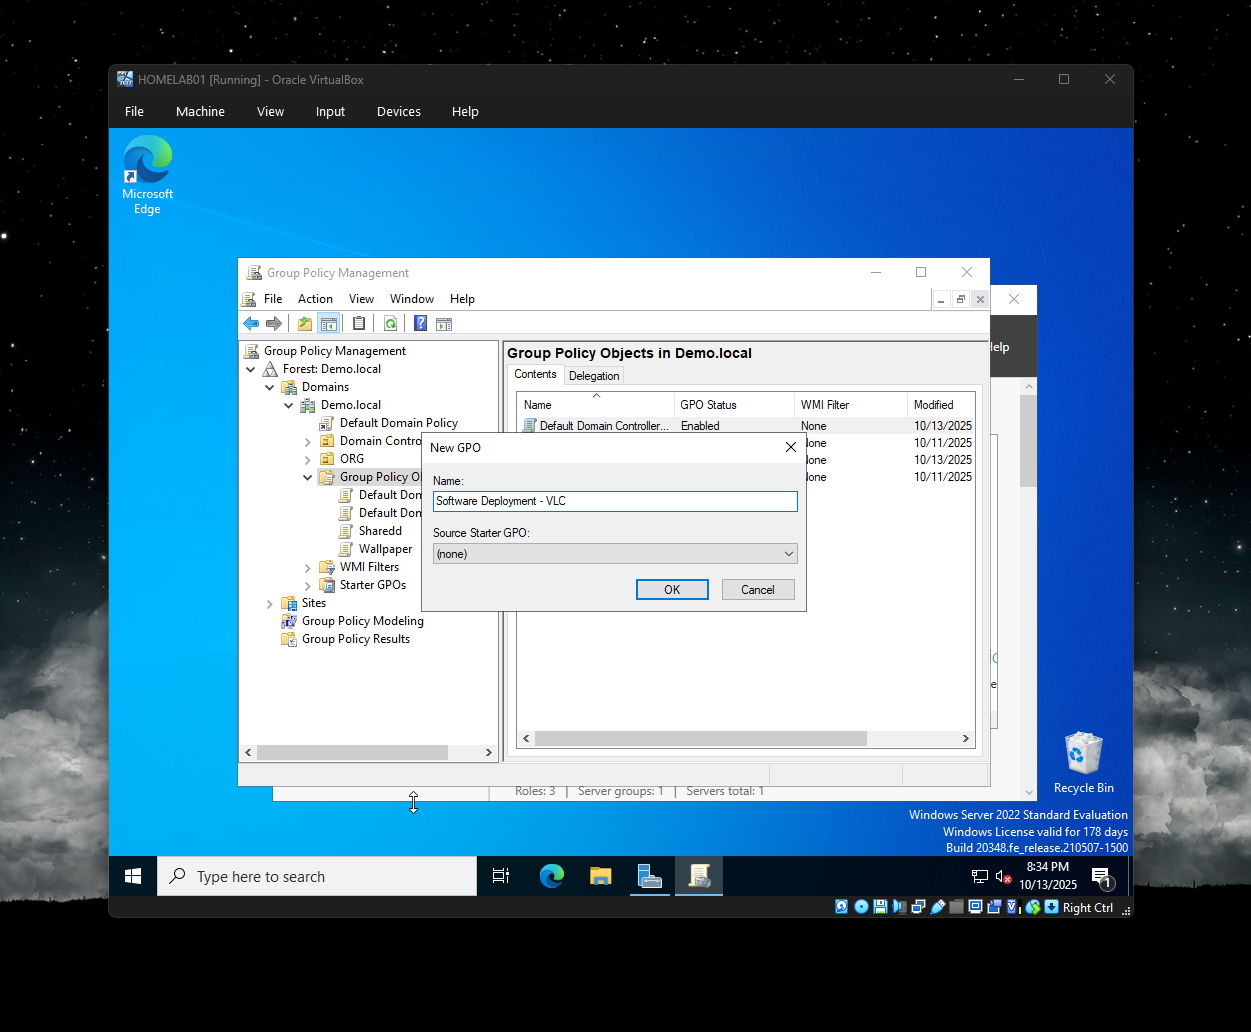 HOMELAB01 [Running] - Oracle VirtualBox
File Machine View Input Devices Help
Microsoft
Edge
Group Policy Management
File Action View Window Help
Help
Group Policy Management
Forest: Demo.local
Domains
Demo.local
Default Domain Policy
Domain Contro
ORG
Group Policy Ob
Default Dom
Default Dom
Sharedd
Wallpaper
WMI Filters
Starter GPOs
Sites
Group Policy Modeling
Group Policy Results
Group Policy Objects in Demo.local
Contents Delegation
Name GPO Status WMI Filter Modified
Default Domain Controller... Enabled None 10/13/2025
None 10/11/2025
None 10/13/2025
None 10/11/2025
New GPO
Name:
Software Deployment - VLC
Source Starter GPO:
(none)
OK Cancel
Roles: 3 | Server groups: 1 | Servers total: 1
Recycle Bin
Windows Server 2022 Standard Evaluation
Windows License valid for 178 days
Build 20348.fe_release.210507-1500
Type here to search
8:34 PM
10/13/2025
1
Right Ctrl